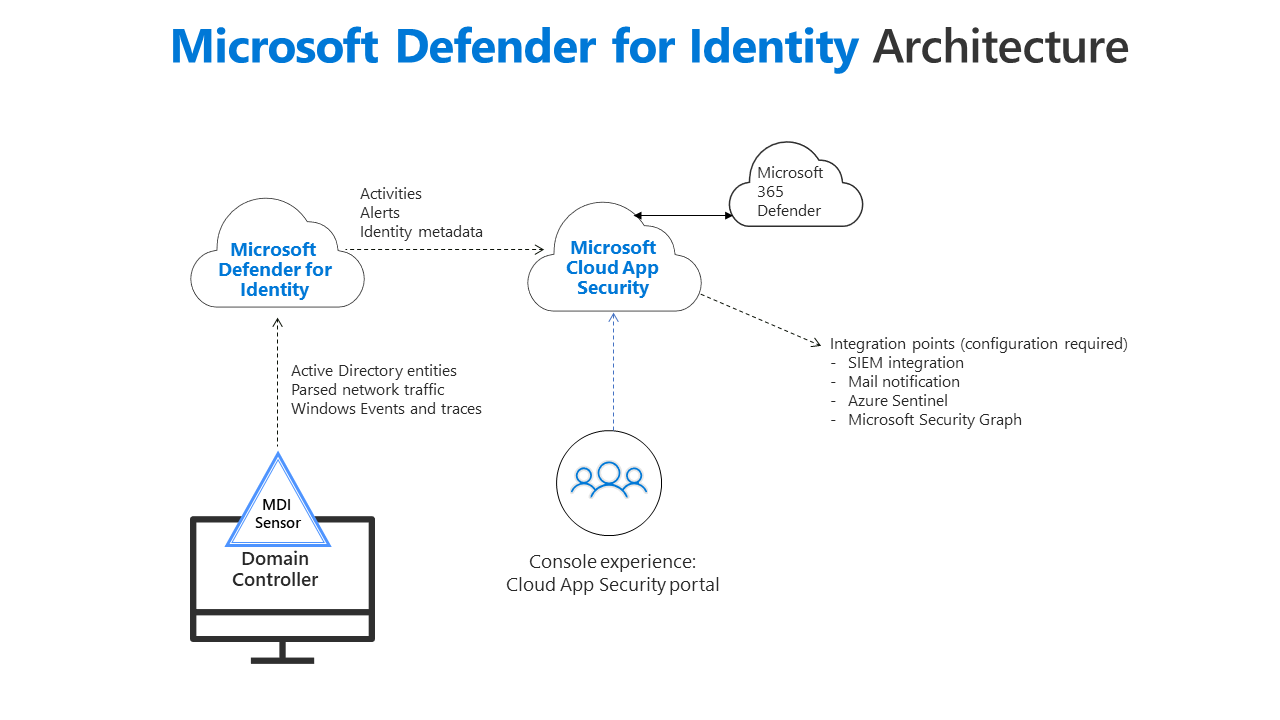 Microsoft Defender for Identity Architecture
Microsoft
365
Defender
Activities
Alerts
Identity metadata
Microsoft
Defender for
Identity
Microsoft
Cloud App
Security
Integration points (configuration required)
- SIEM integration
- Mail notification
- Azure Sentinel
- Microsoft Security Graph
Active Directory entities
Parsed network traffic
Windows Events and traces
MDI
Sensor
Domain
Controller
Console experience:
Cloud App Security portal